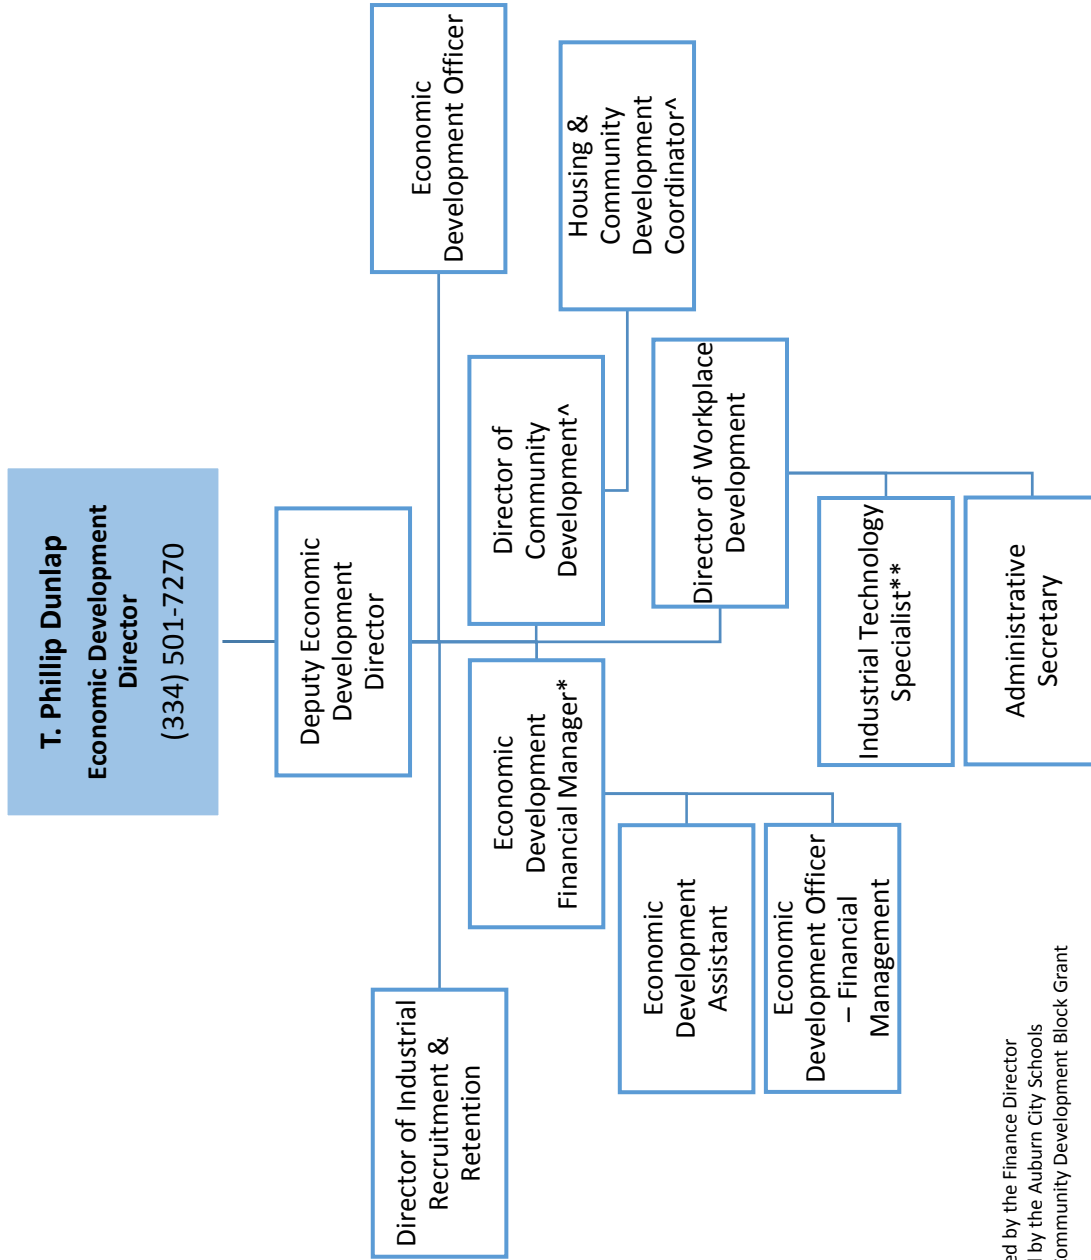 T. Phillip Dunlap
Economic Development
Director
(334) 501-7270
Deputy Economic
Development
Director
Director of Industrial
Recruitment &
Retention
Economic
Development Officer
Economic
Development
Financial Manager*
Director of
Community
Development^
Economic
Development
Assistant
Economic
Development Officer
– Financial
Management
Housing &
Community
Development
Coordinator^
Director of Workplace
Development
Industrial Technology
Specialist**
Administrative
Secretary
by the Finance Director
by the Auburn City Schools
Community Development Block Grant